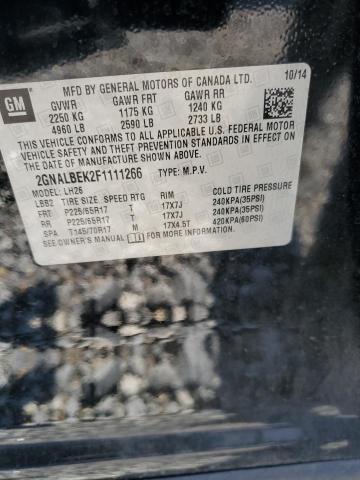 GM
MFD BY GENERAL MOTORS OF CANADA LTD. 10/14
GVWR GAWR FRT GAWR RR
2250 KG 1175 KG 1240 KG
4960 LB 2590 LB 2733 LB
THIS VEHICLE CONFORMS TO ALL APPLICABLE U.S. FEDERAL MOTOR
VEHICLE SAFETY AND THEFT PREVENTION STANDARDS IN EFFECT
ON THE DATE OF MANUFACTURE SHOWN ABOVE.
2GNALBEK2F1111266 TYPE: M.P.V.
MODEL: LH26
LBB2 TIRE SIZE SPEED RTG RIM COLD TIRE PRESSURE
FRT P225/65R17 T 17X7J 240KPA(35PSI)
RR P225/65R17 T 17X7J 240KPA(35PSI)
SPA T145/70R17 M 17X4.5T 420KPA(60PSI)
SEE OWNER'S MANUAL FOR MORE INFORMATION.